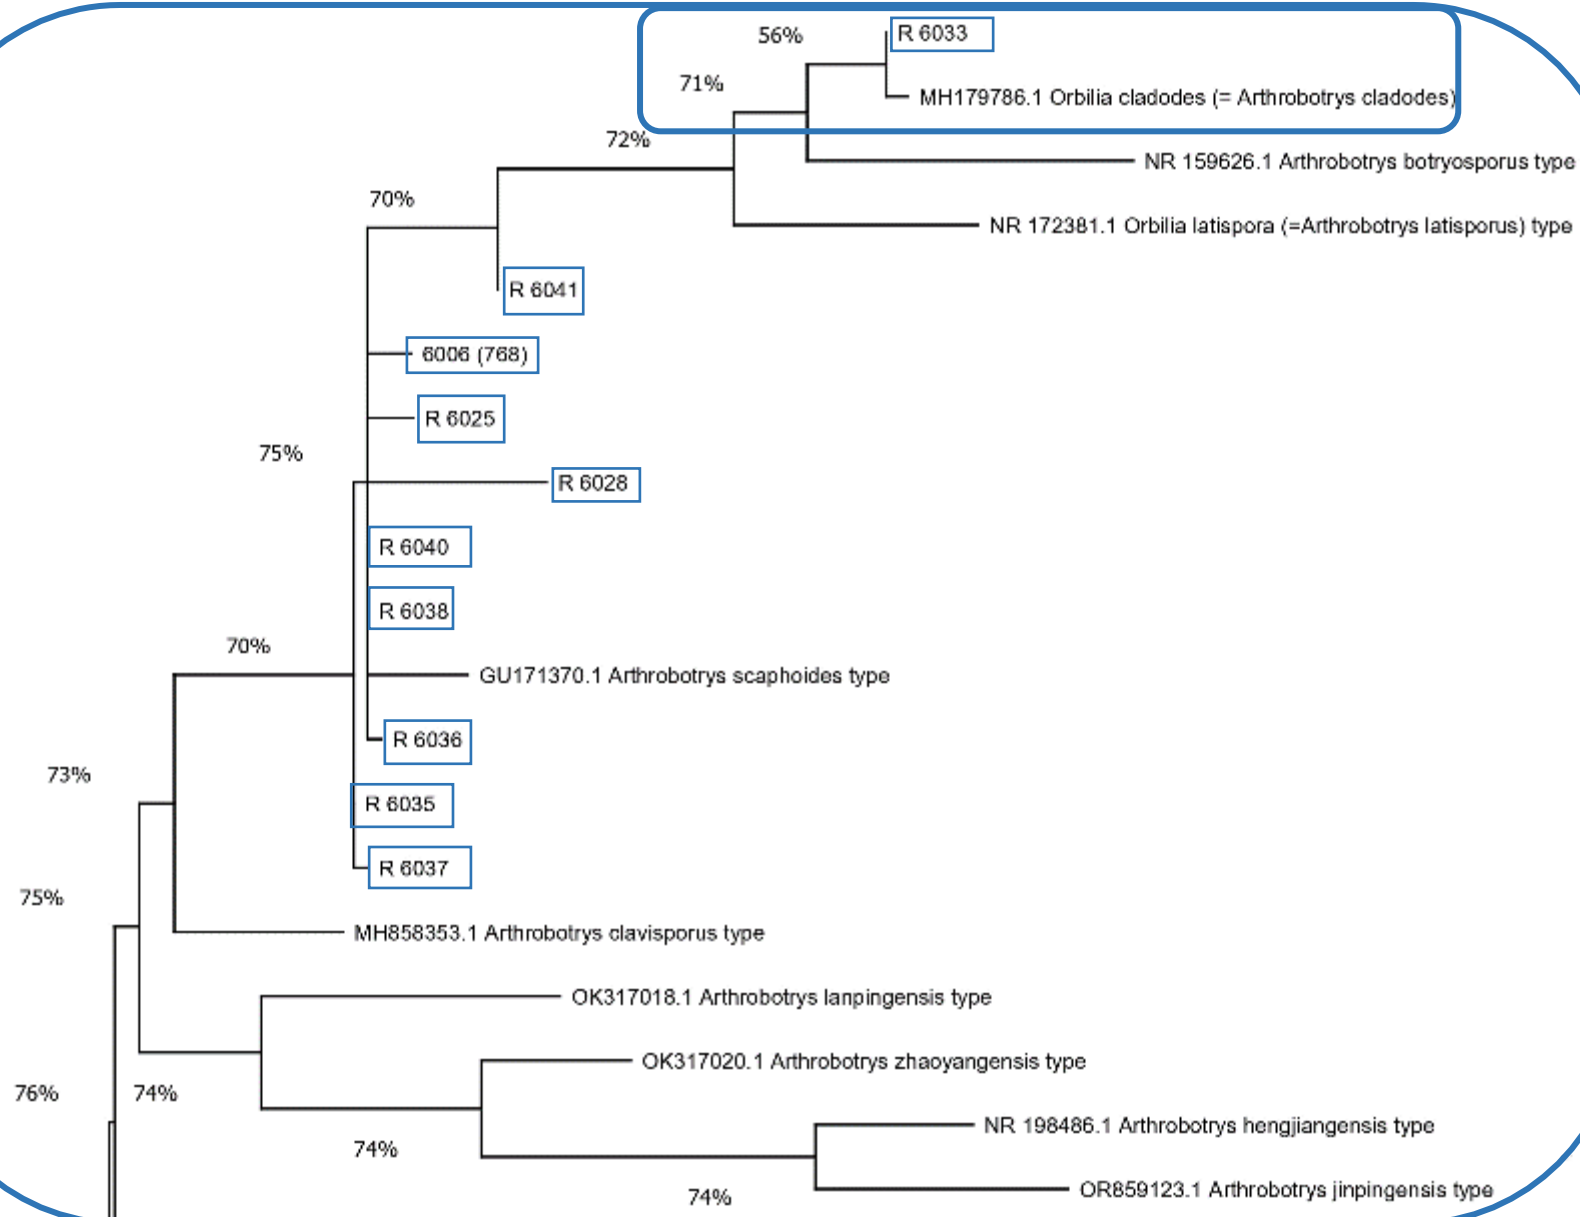 56%
R 6033
71%
MH179786.1 Orbilia cladodes (= Arthrobotrys cladodes)
72%
NR 159626.1 Arthrobotrys botryosporus type
70%
NR 172381.1 Orbilia latispora (=Arthrobotrys latisporus) type
R 6041
6006 (768)
R 6025
75%
R 6028
R 6040
R 6038
70%
GU171370.1 Arthrobotrys scaphoides type
R 6036
73%
R 6035
R 6037
75%
MH858353.1 Arthrobotrys clavisporus type
OK317018.1 Arthrobotrys lanpingensis type
OK317020.1 Arthrobotrys zhaoyangensis type
76%
74%
NR 198486.1 Arthrobotrys hengjiangensis type
74%
OR859123.1 Arthrobotrys jinpingensis type
74%